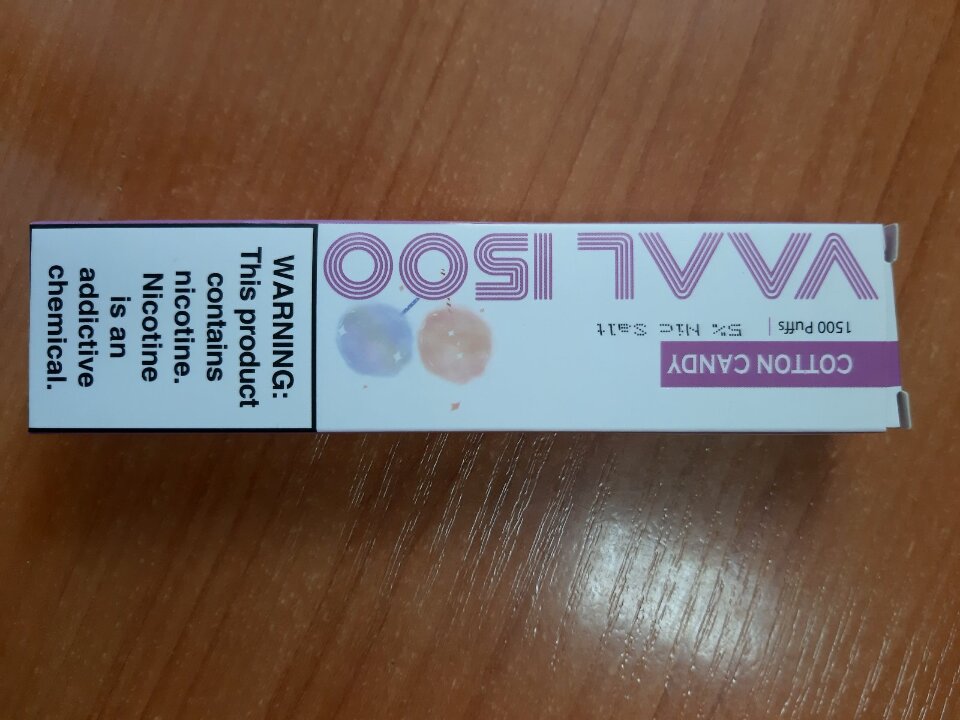 VAAL 1500
1500 Puffs | 5% Nic Salt
COTTON CANDY
WARNING:
This product
contains
nicotine.
Nicotine
is an
addictive
chemical.